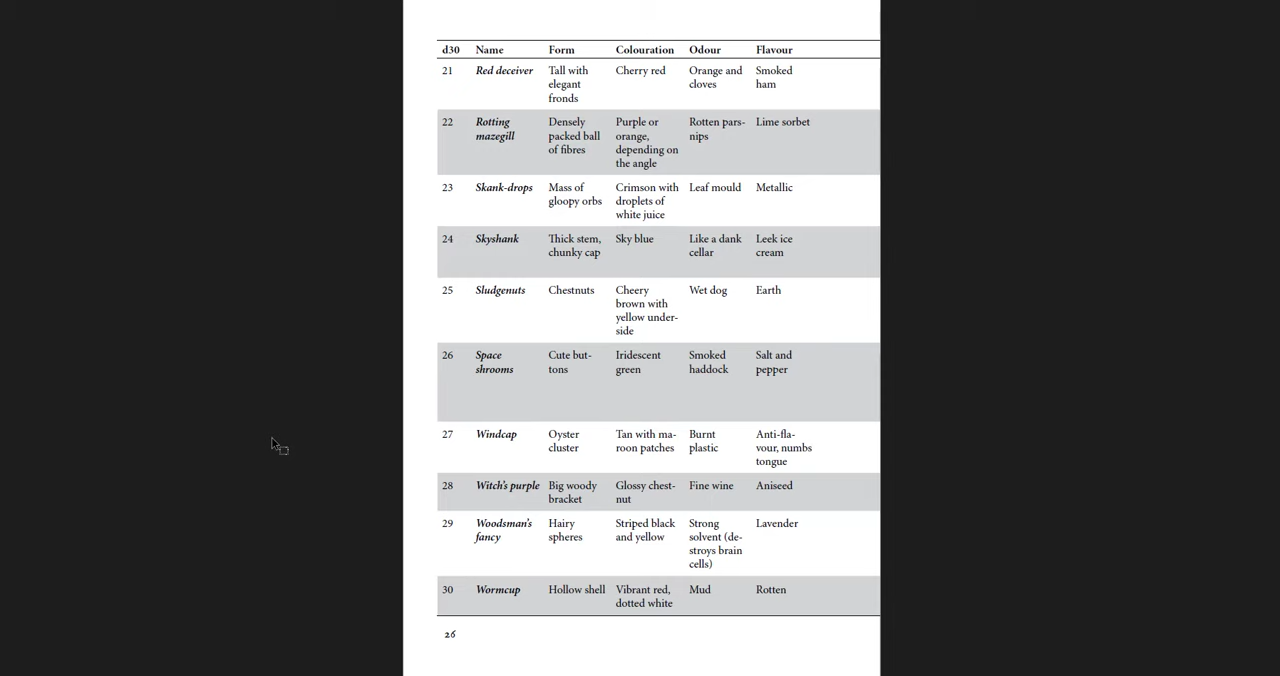 d30 Name Form Colouration Odour Flavour
21 Red deceiver Tall with Cherry red Orange and Smoked
elegant cloves ham
fronds
22 Rotting Densely Purple or Rotten pars- Lime sorbet
mazegill packed ball orange, nips
of fibres depending on
the angle
23 Skank-drops Mass of Crimson with Leaf mould Metallic
gloopy orbs droplets of
white juice
24 Skyshank Thick stem, Sky blue Like a dank Leek ice
chunky cap cellar cream
25 Sludgenuts Chestnuts Cheery Wet dog Earth
brown with
yellow under-
side
26 Space Cute but- Iridescent Smoked Salt and
shrooms tons green haddock pepper
27 Windcap Oyster Tan with ma- Burnt Anti-fla-
cluster roon patches plastic vour, numbs
tongue
28 Witch's purple Big woody Glossy chest- Fine wine Aniseed
bracket nut
29 Woodsman's Hairy Striped black Strong Lavender
fancy spheres and yellow solvent (de-
stroys brain
cells)
30 Wormcup Hollow shell Vibrant red, Mud Rotten
dotted white
26